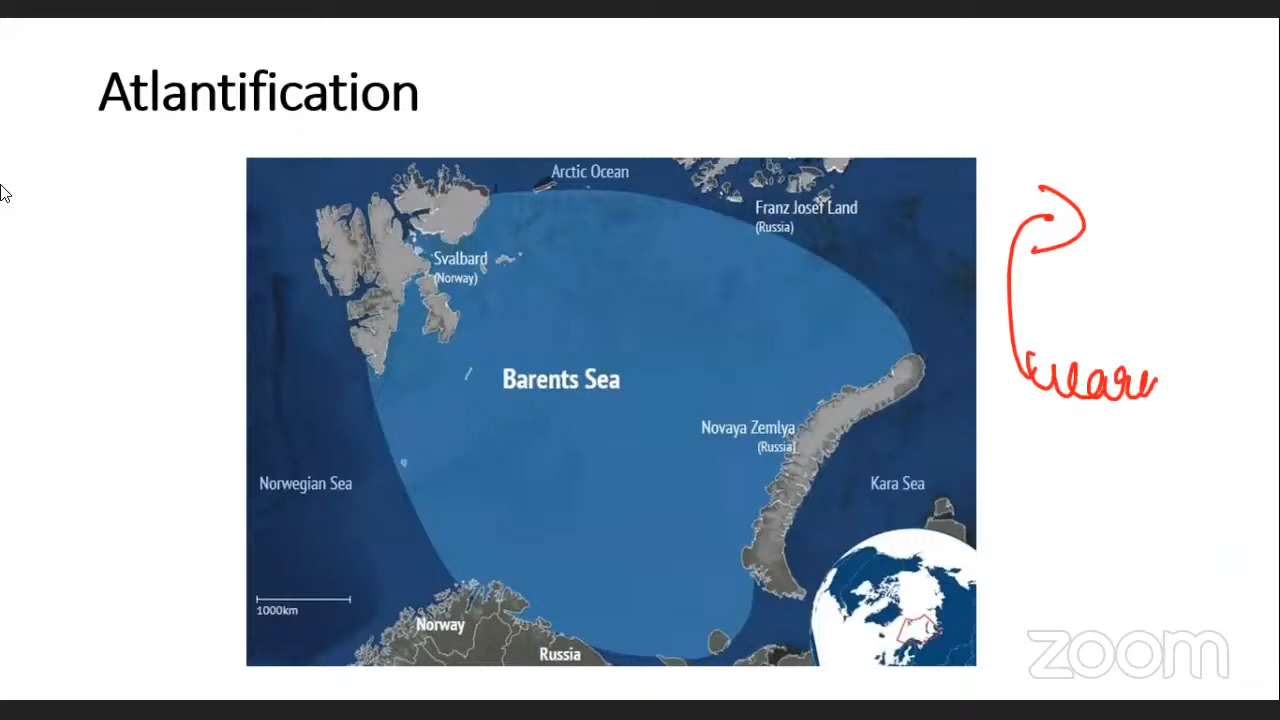 Atlantification
Arctic Ocean
Franz Josef Land
(Russia)
Svalbard
(Norway)
Barents Sea
Novaya Zemlya
(Russia)
Norwegian Sea
Kara Sea
1000km
Norway
Russia
zoom